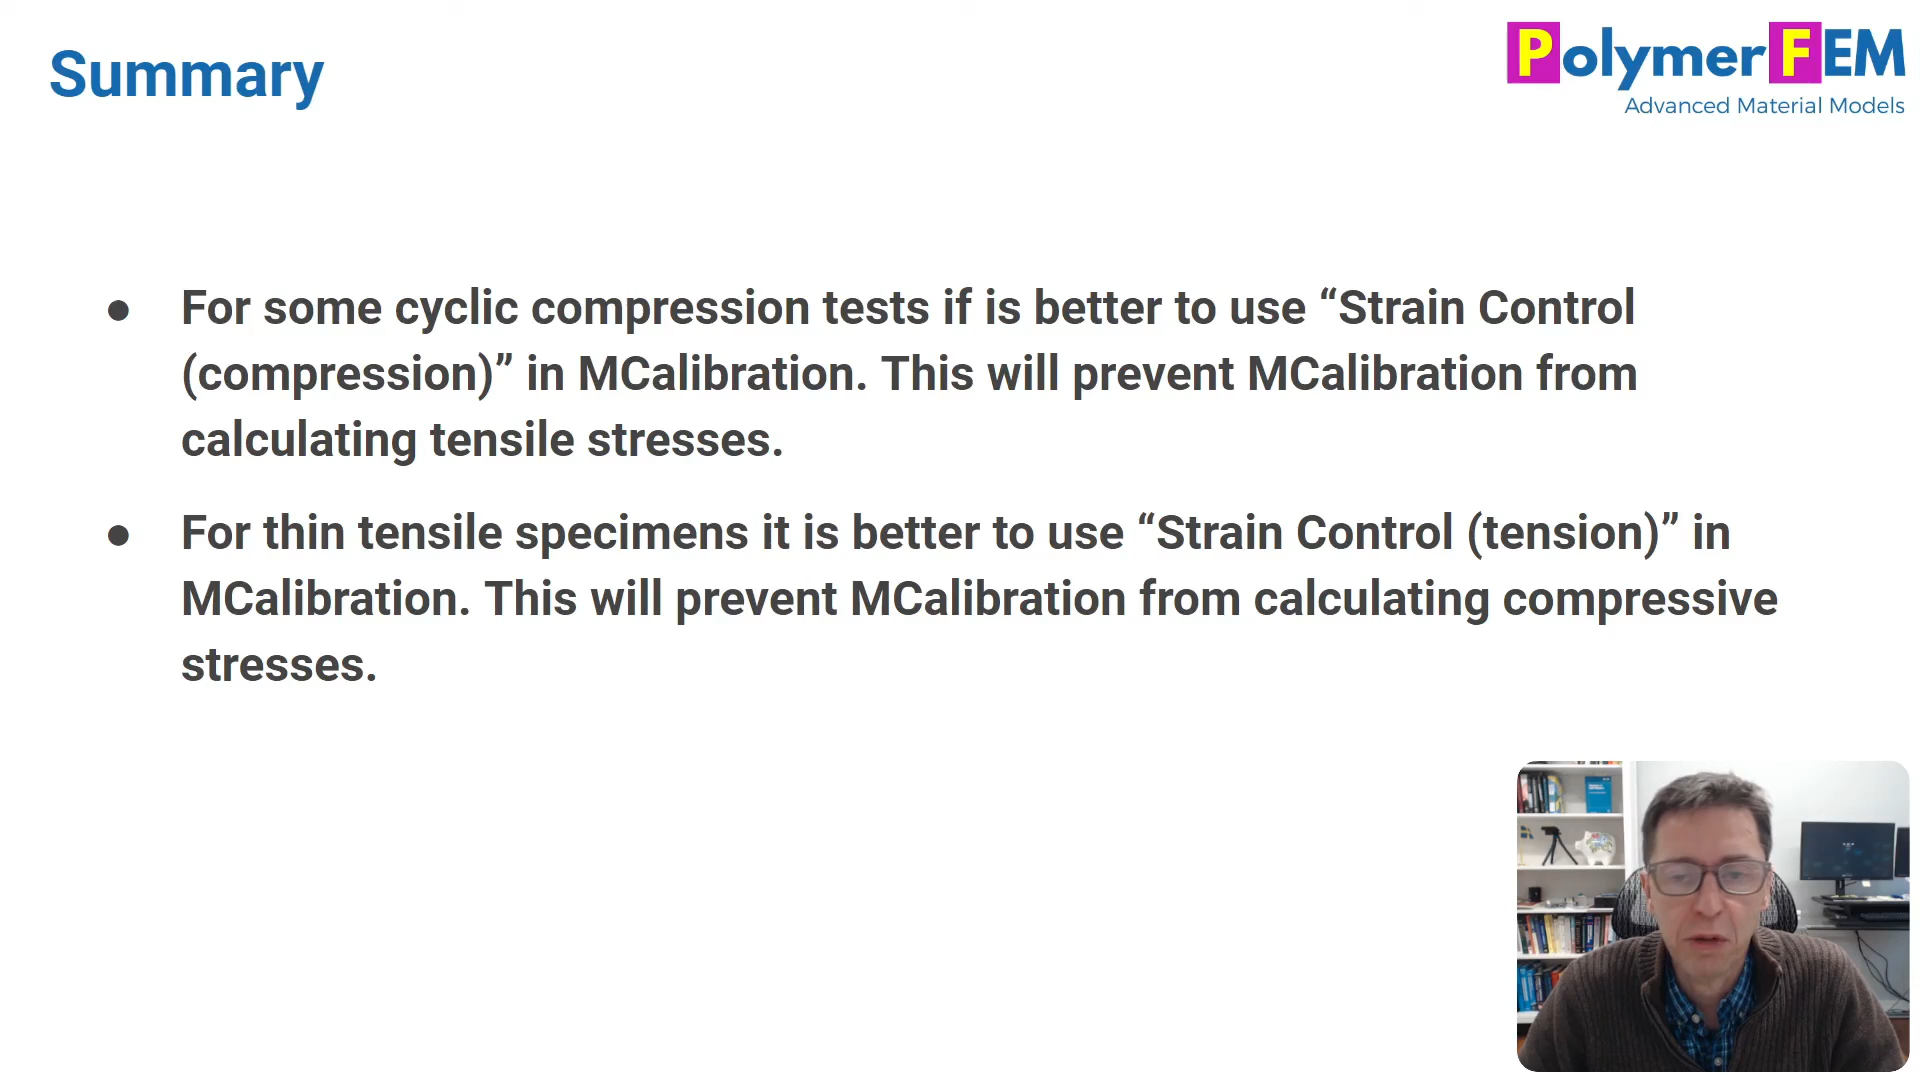 Summary
PolymerFEM
Advanced Material Models
● For some cyclic compression tests if is better to use “Strain Control
(compression)” in MCalibration. This will prevent MCalibration from
calculating tensile stresses.
● For thin tensile specimens it is better to use “Strain Control (tension)” in
MCalibration. This will prevent MCalibration from calculating compressive
stresses.